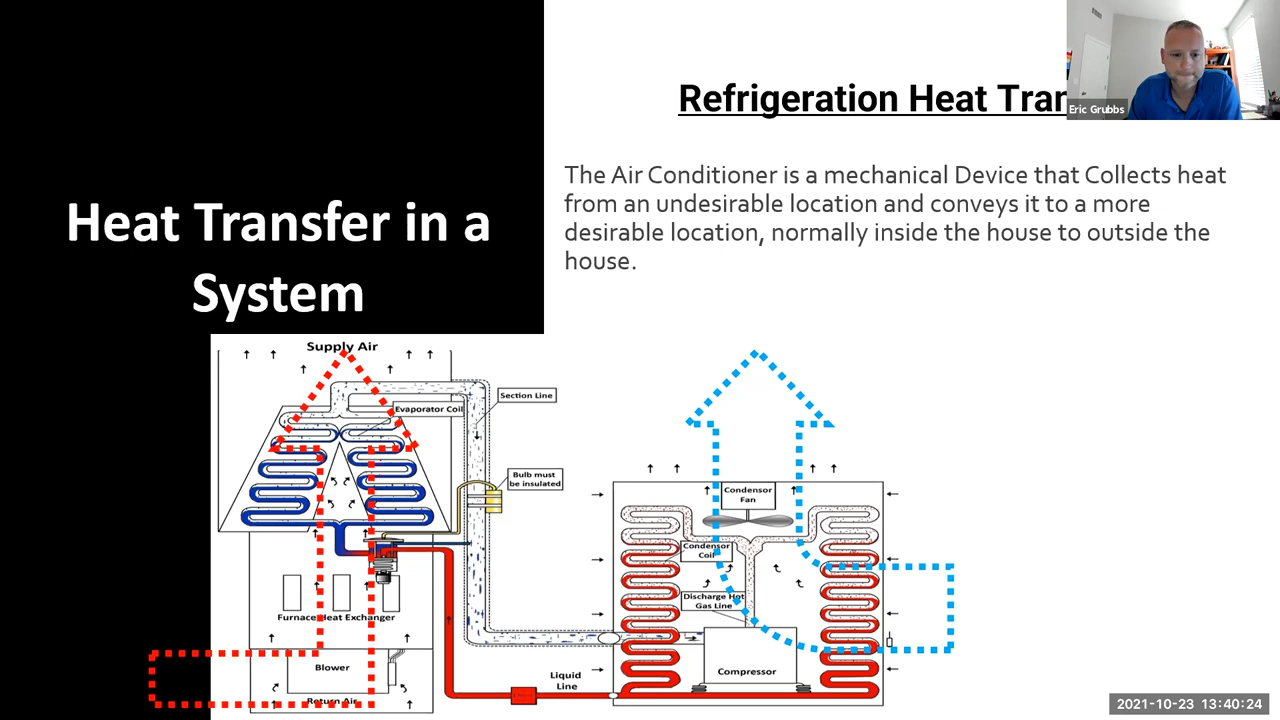 Heat Transfer in a
System
Refrigeration Heat Tran
Eric Grubbs
The Air Conditioner is a mechanical Device that Collects heat
from an undesirable location and conveys it to a more
desirable location, normally inside the house to outside the
house.
Supply Air
Section Line
Evaporator Coil
Bulb must
be insulated
Condensor
Fan
Condensor
Coil
Discharge Hot
Gas Line
Furnace Heat Exchanger
Blower
Return Air
Liquid
Line
Compressor
2021-10-23 13:40:24